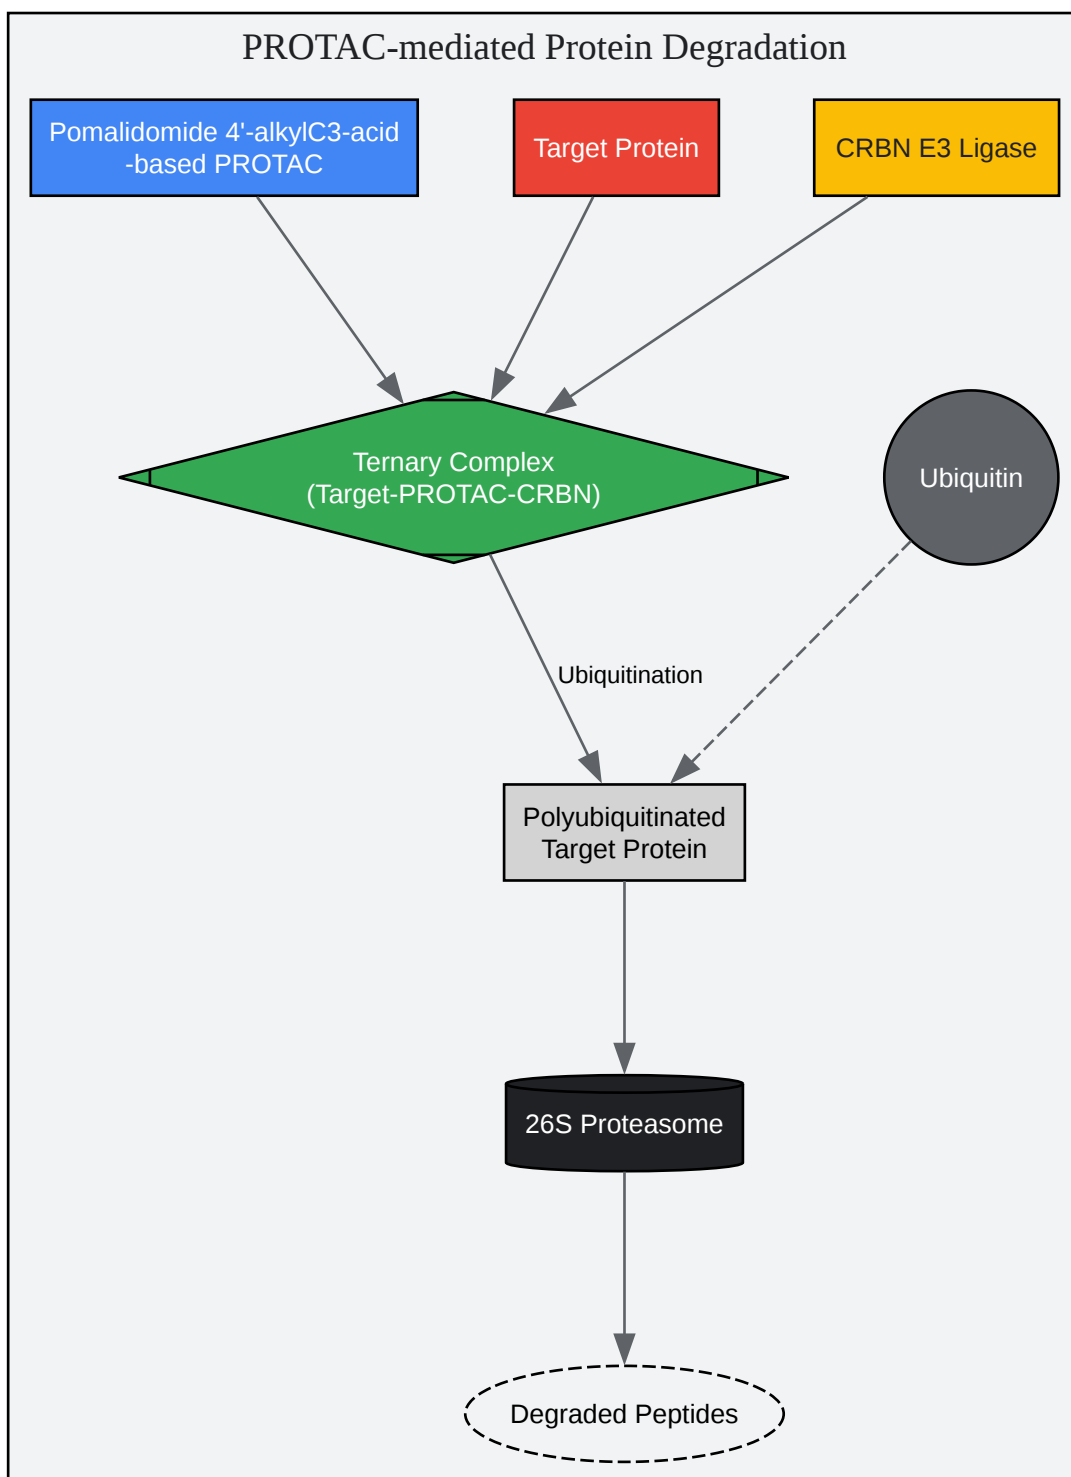 PROTAC-mediated Protein Degradation
Pomalidomide 4'-alkylC3-acid
-based PROTAC
Target Protein
CRBN E3 Ligase
Ternary Complex
(Target-PROTAC-CRBN)
Ubiquitin
Ubiquitination
Polyubiquitinated
Target Protein
26S Proteasome
Degraded Peptides